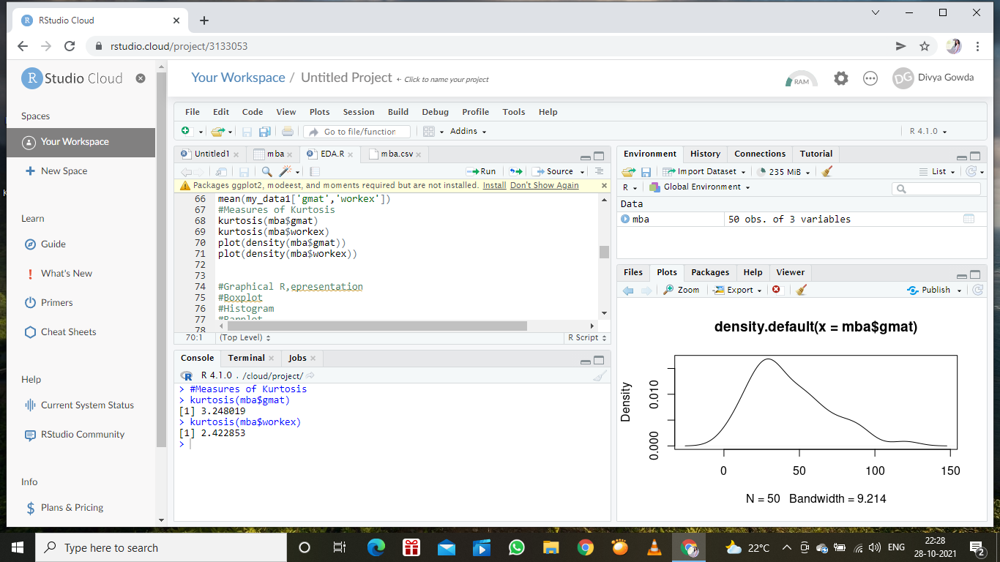 RStudio Cloud
rstudio.cloud/project/3133053
R Studio Cloud
Spaces
Your Workspace
New Space
Learn
Guide
What's New
Primers
Cheat Sheets
Help
Current System Status
RStudio Community
Info
Plans & Pricing
Your Workspace / Untitled Project Click to name your project
RAM
DG Divya Gowda
File Edit Code View Plots Session Build Debug Profile Tools Help
Go to file/function Addins R 4.1.0
Untitled1 mba EDA.R mba.csv
Run Source
Packages ggplot2, modeest, and moments required but are not installed. Install Don't Show Again
66 mean(my_data1['gmat','workex'])
67 #Measures of Kurtosis
68 kurtosis(mba$gmat)
69 kurtosis(mba$workex)
70 plot(density(mba$gmat))
71 plot(density(mba$workex))
72
73
74 #Graphical R,epresentation
75 #Boxplot
76 #Histogram
77 #Barplot
78
70:1 (Top Level) R Script
Console Terminal Jobs
R 4.1.0 . /cloud/project/
> #Measures of Kurtosis
> kurtosis(mba$gmat)
[1] 3.248019
> kurtosis(mba$workex)
[1] 2.422853
>
Environment History Connections Tutorial
Import Dataset 235 MiB List
R Global Environment
Data
mba 50 obs. of 3 variables
Files Plots Packages Help Viewer
Zoom Export Publish
density.default(x = mba$gmat)
Density
0.000 0.010
0 50 100 150
N = 50 Bandwidth = 9.214
Type here to search
22°C
ENG
22:28
28-10-2021
2